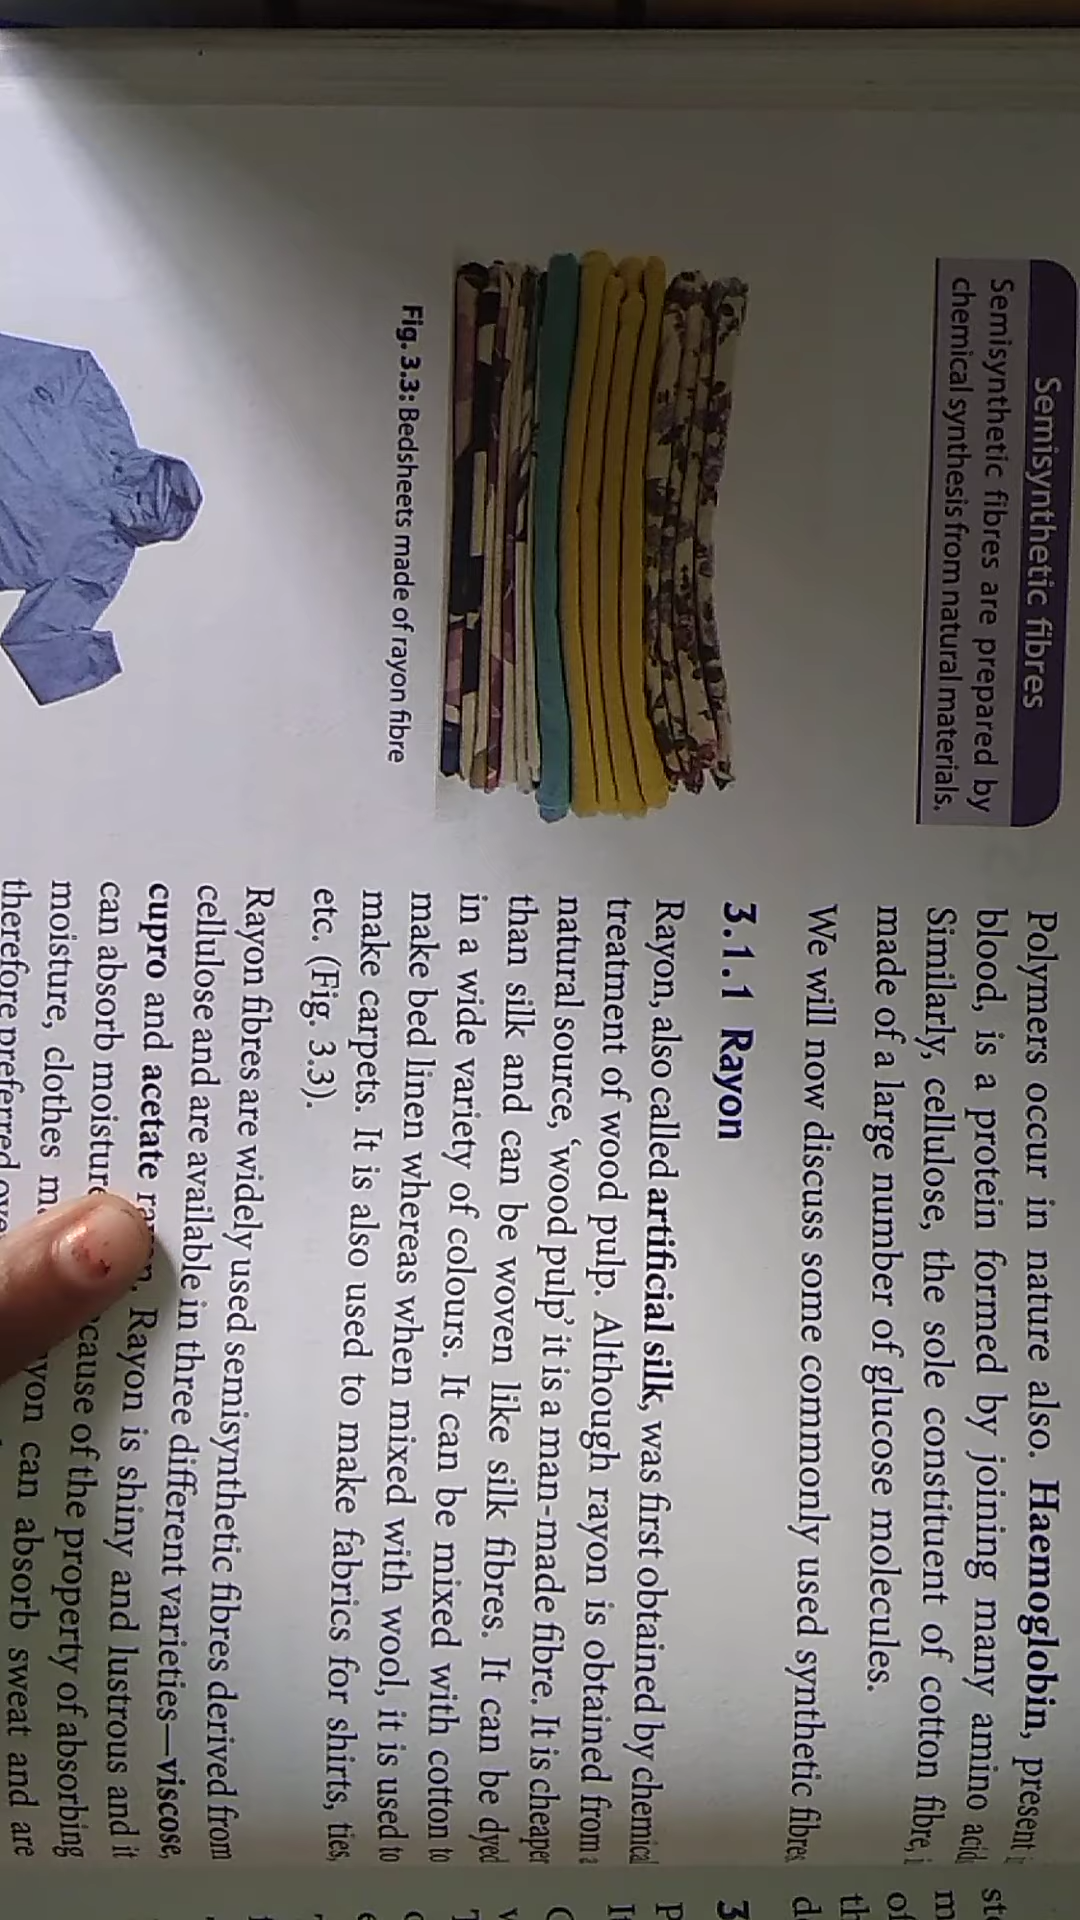 Semisynthetic fibres
Semisynthetic fibres are prepared by
chemical synthesis from natural materials.
Fig. 3.3: Bedsheets made of rayon fibre
Polymers occur in nature also. Haemoglobin, present
blood, is a protein formed by joining many amino
Similarly, cellulose, the sole constituent of cotton fibre,
made of a large number of glucose molecules.
We will now discuss some commonly used synthetic
3.1.1 Rayon
Rayon, also called artificial silk, was first obtained by chemical
treatment of wood pulp. Although rayon is obtained from
natural source, ‘wood pulp’ it is a man-made fibre. It is cheaper
than silk and can be woven like silk fibres. It can be dyed
in a wide variety of colours. It can be mixed with cotton to
make bed linen whereas when mixed with wool, it is used to
make carpets. It is also used to make fabrics for shirts, ties,
etc. (Fig. 3.3).
Rayon fibres are widely used semisynthetic fibres derived from
cellulose and are available in three different varieties—viscose,
cupro and acetate Rayon is shiny and lustrous and it
can absorb cause of the property of absorbing
moisture, clothes can absorb sweat and are
therefore preferred